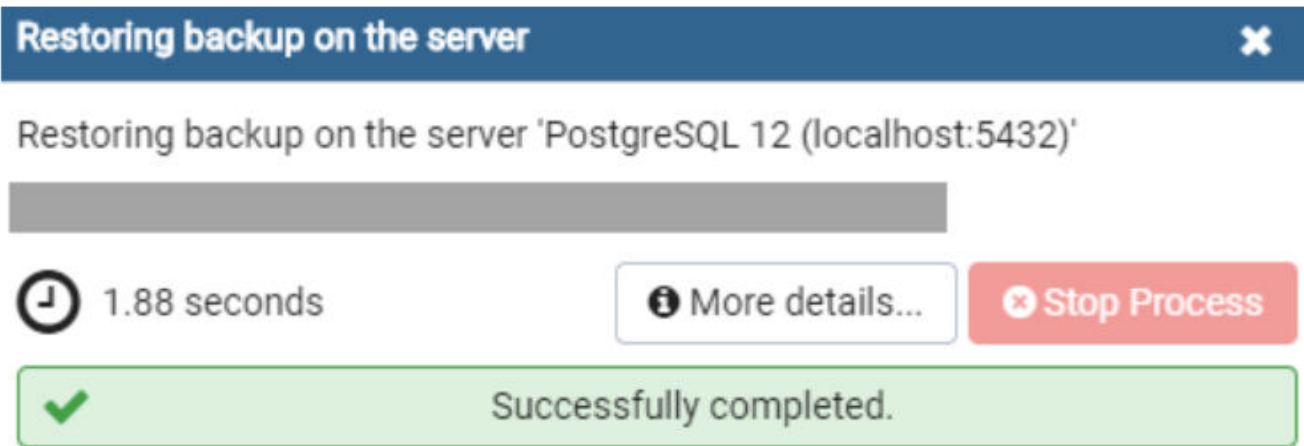 Restoring backup on the server
Restoring backup on the server 'PostgreSQL 12 (localhost:5432)'
1.88 seconds
More details...
Stop Process
Successfully completed.